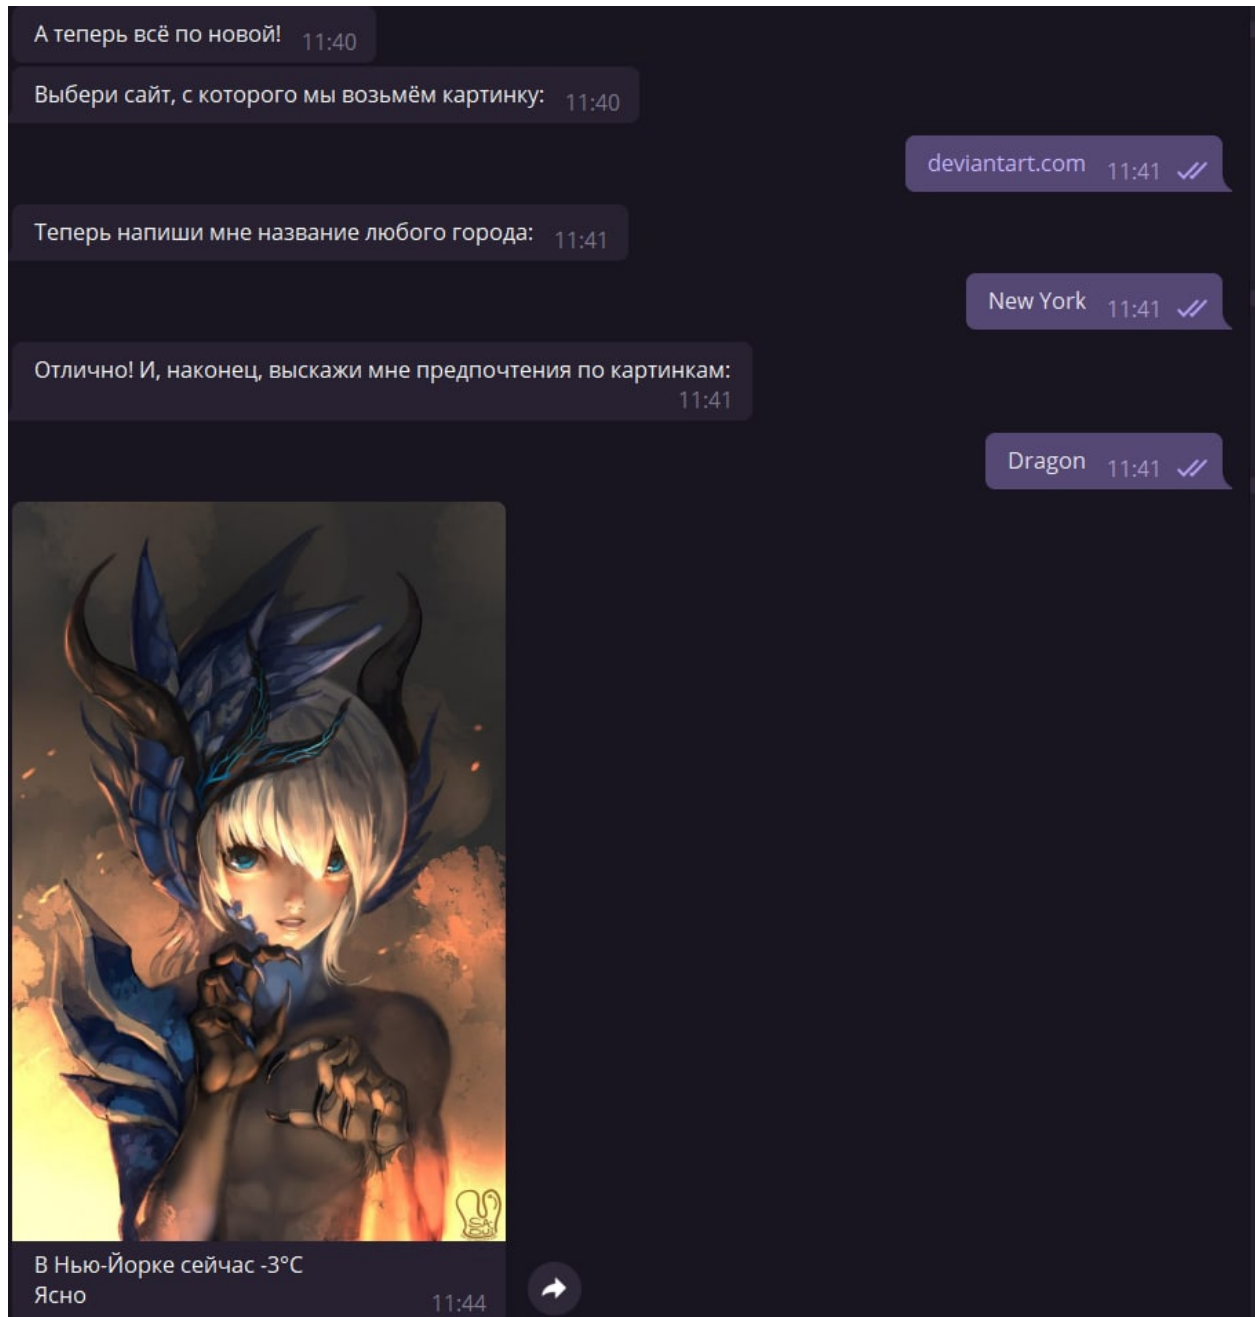 А теперь всё по новой! 11:40
Выбери сайт, с которого мы возьмём картинку: 11:40
deviantart.com 11:41
Теперь напиши мне название любого города: 11:41
New York 11:41
Отлично! И, наконец, выскажи мне предпочтения по картинкам:
11:41
Dragon 11:41
В Нью-Йорке сейчас -3°C
Ясно 11:44